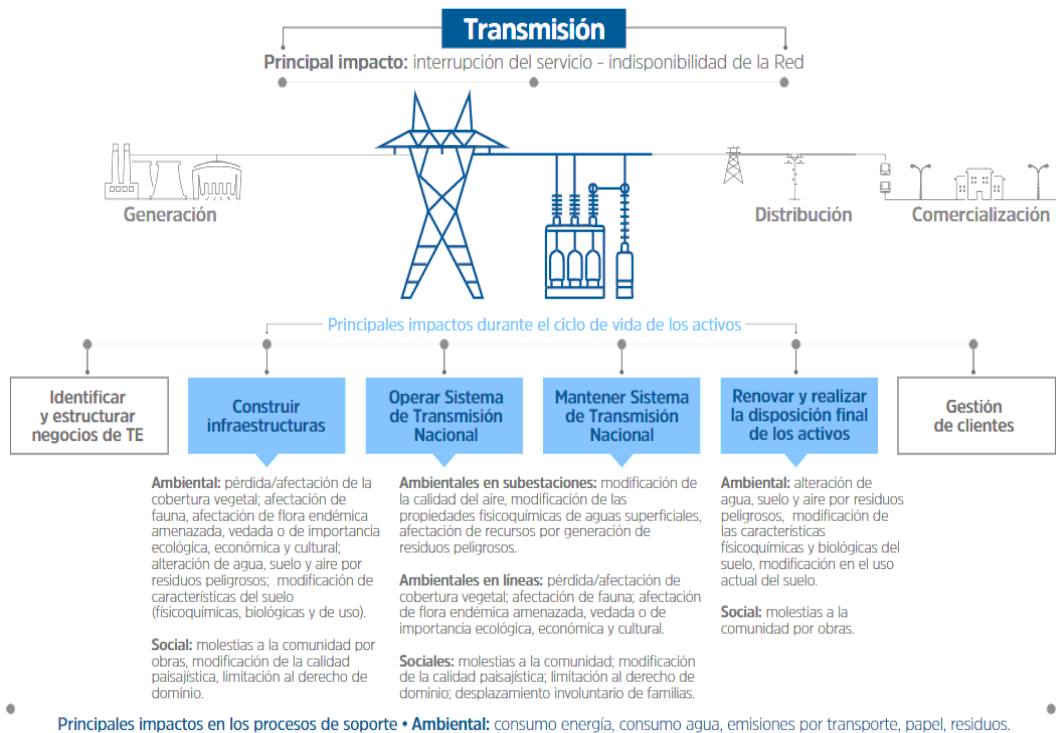 Transmisión
Principal impacto: interrupción del servicio - indisponibilidad de la Red
Generación
Distribución
Comercialización
Principales impactos durante el ciclo de vida de los activos
Identificar
y estructurar
negocios de TE
Construir
infraestructuras
Operar Sistema
de Transmisión
Nacional
Mantener Sistema
de Transmisión
Nacional
Renovar y realizar
la disposición final
de los activos
Gestión
de clientes
Ambiental: pérdida/afectación de la
cobertura vegetal; afectación de
fauna, afectación de flora endémica
amenazada, vedada o de importancia
ecológica, económica y cultural;
alteración de agua, suelo y aire por
residuos peligrosos; modificación de
características del suelo
(físicoquímicas, biológicas y de uso).
Social: molestias a la comunidad por
obras, modificación de la calidad
paisajística, limitación al derecho de
dominio.
Ambientales en subestaciones: modificación de
la calidad del aire, modificación de las
propiedades fisicoquímicas de aguas superficiales,
afectación de recursos por generación de
residuos peligrosos.
Ambientales en líneas: pérdida/afectación de
cobertura vegetal; afectación de fauna; afectación
de flora endémica amenazada, vedada o de
importancia ecológica, económica y cultural.
Sociales: molestias a la comunidad; modificación
de la calidad paisajística; limitación al derecho de
dominio; desplazamiento involuntario de familias.
Ambiental: alteración de
agua, suelo y aire por residuos
peligrosos, modificación de
las características
físicoquímicas y biológicas del
suelo, modificación en el uso
actual del suelo.
Social: molestias a la
comunidad por obras.
Principales impactos en los procesos de soporte • Ambiental: consumo energía, consumo agua, emisiones por transporte, papel, residuos.